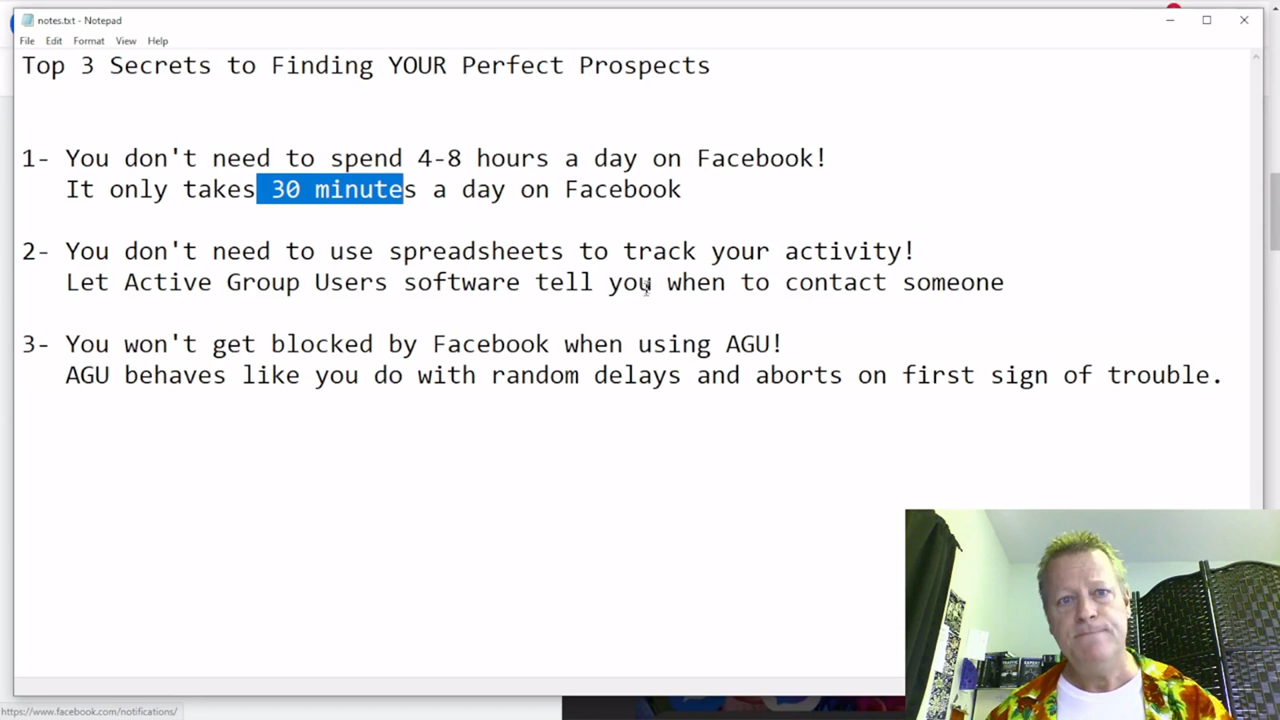 notes.txt - Notepad
File Edit Format View Help
Top 3 Secrets to Finding YOUR Perfect Prospects
1- You don't need to spend 4-8 hours a day on Facebook!
It only takes 30 minutes a day on Facebook
2- You don't need to use spreadsheets to track your activity!
Let Active Group Users software tell you when to contact someone
3- You won't get blocked by Facebook when using AGU!
AGU behaves like you do with random delays and aborts on first sign of trouble.
https://www.facebook.com/notifications/